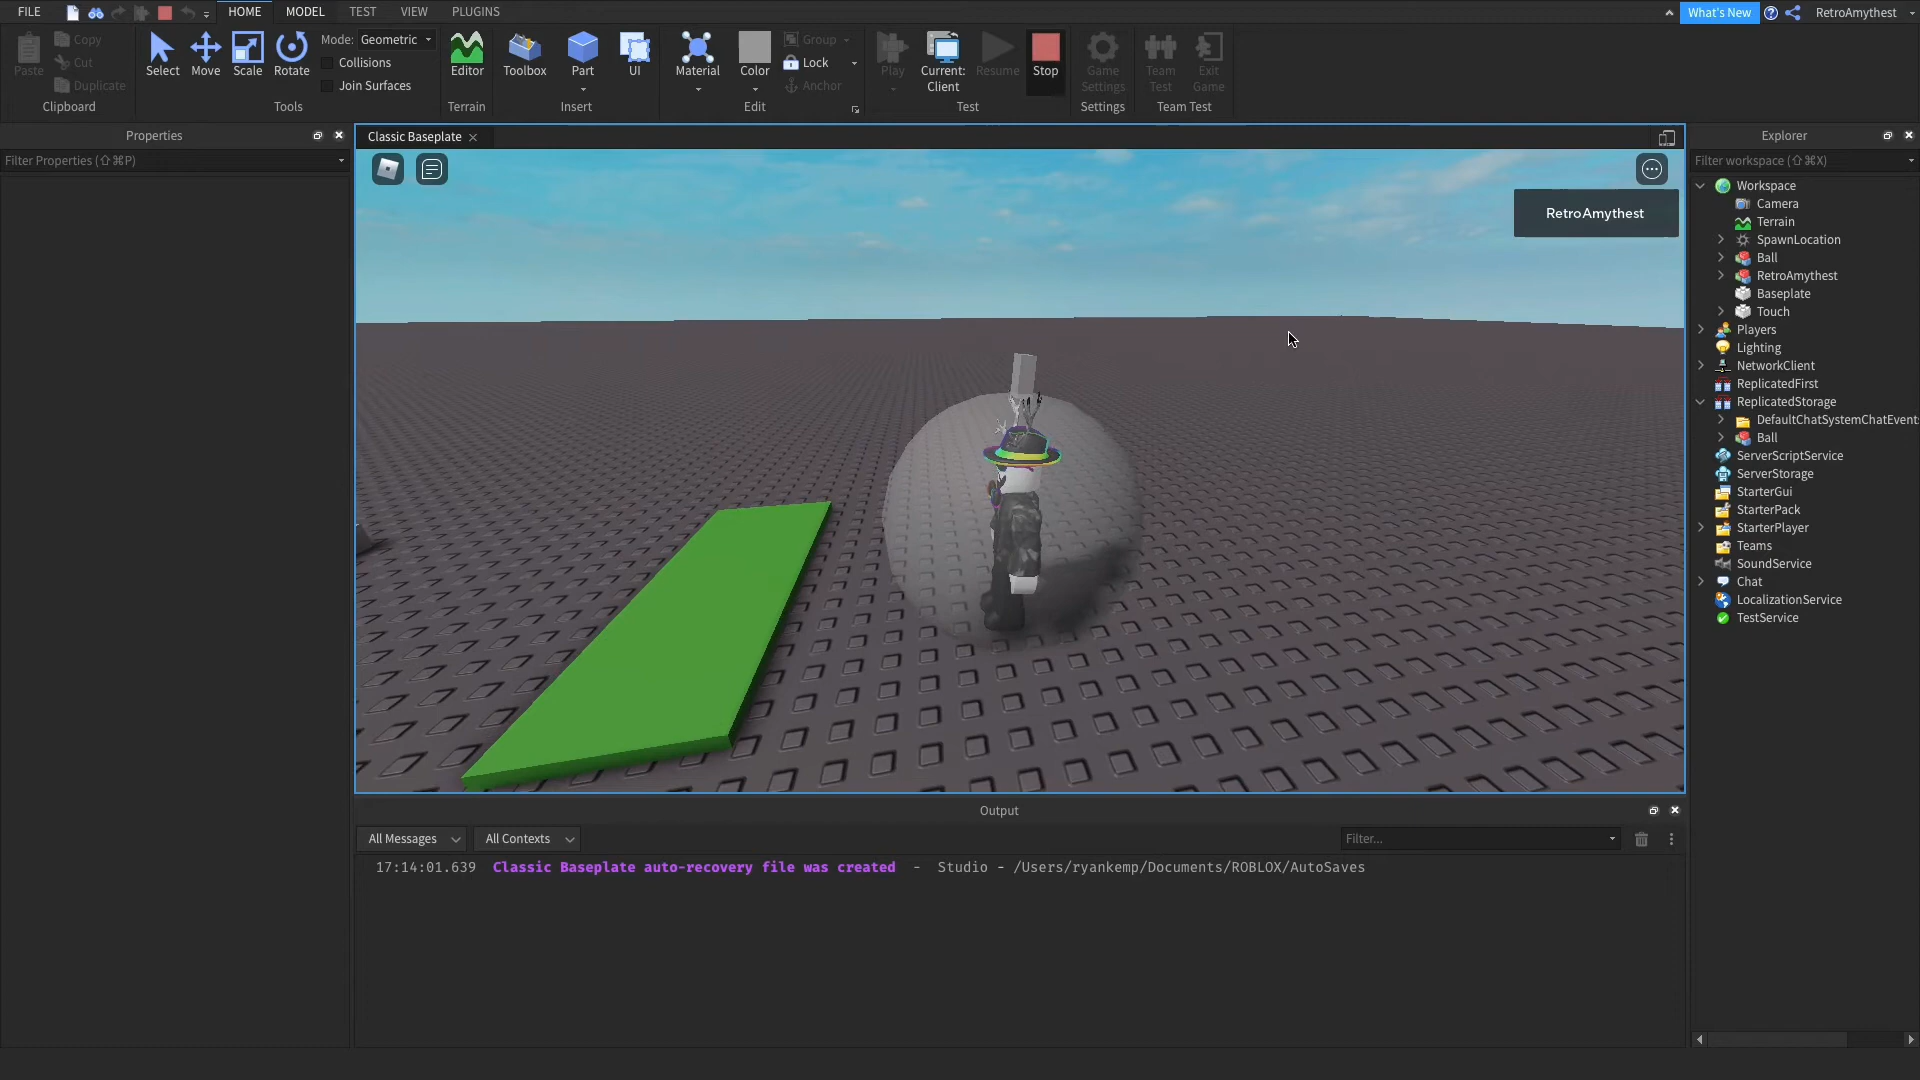 FILE HOME MODEL TEST VIEW PLUGINS What's New RetroAmythest
Paste Copy Cut Duplicate
Clipboard
Select Move Scale Rotate
Mode: Geometric
Collisions
Join Surfaces
Tools
Editor
Terrain
Toolbox Part UI
Insert
Material Color Group Lock Anchor
Edit
Play Current: Client Resume Stop
Test
Game Settings
Settings
Team Test Exit Game
Team Test
Properties
Filter Properties (⇧⌘P)
Classic Baseplate
RetroAmythest
Output
All Messages All Contexts Filter...
17:14:01.639 Classic Baseplate auto-recovery file was created - Studio - /Users/ryankemp/Documents/ROBLOX/AutoSaves
Explorer
Filter workspace (⇧⌘X)
Workspace
Camera
Terrain
SpawnLocation
Ball
RetroAmythest
Baseplate
Touch
Players
Lighting
NetworkClient
ReplicatedFirst
ReplicatedStorage
DefaultChatSystemChatEvent
Ball
ServerScriptService
ServerStorage
StarterGui
StarterPack
StarterPlayer
Teams
SoundService
Chat
LocalizationService
TestService